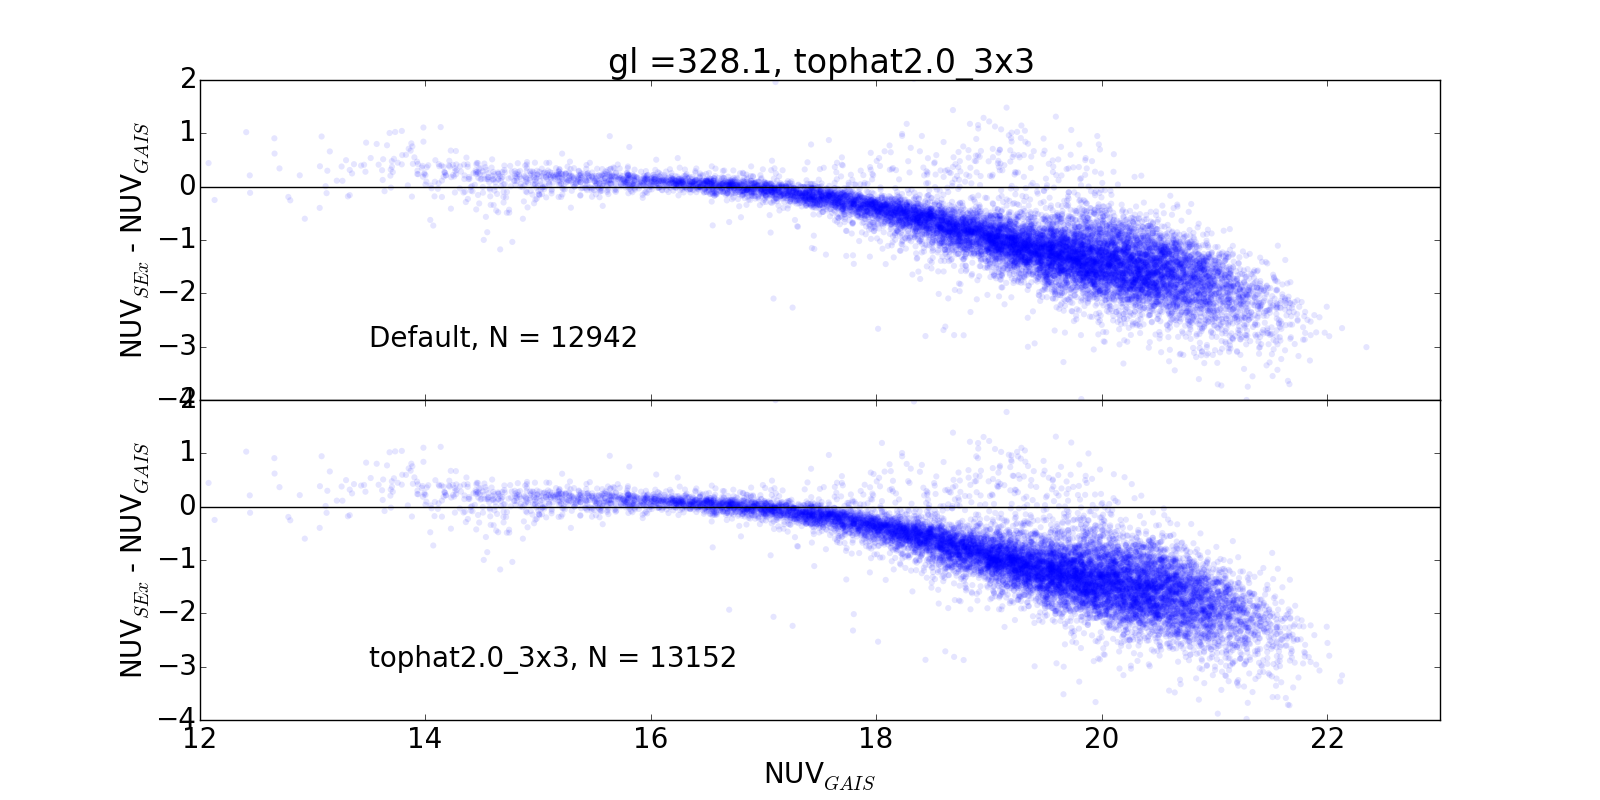 gl =328.1, tophat2.0_3x3
2
1
0
−1
−2
−3
−4
NUV_SEx - NUV_GAIS
Default, N = 12942
2
1
0
−1
−2
−3
−4
NUV_SEx - NUV_GAIS
tophat2.0_3x3, N = 13152
12 14 16 18 20 22
NUV_GAIS